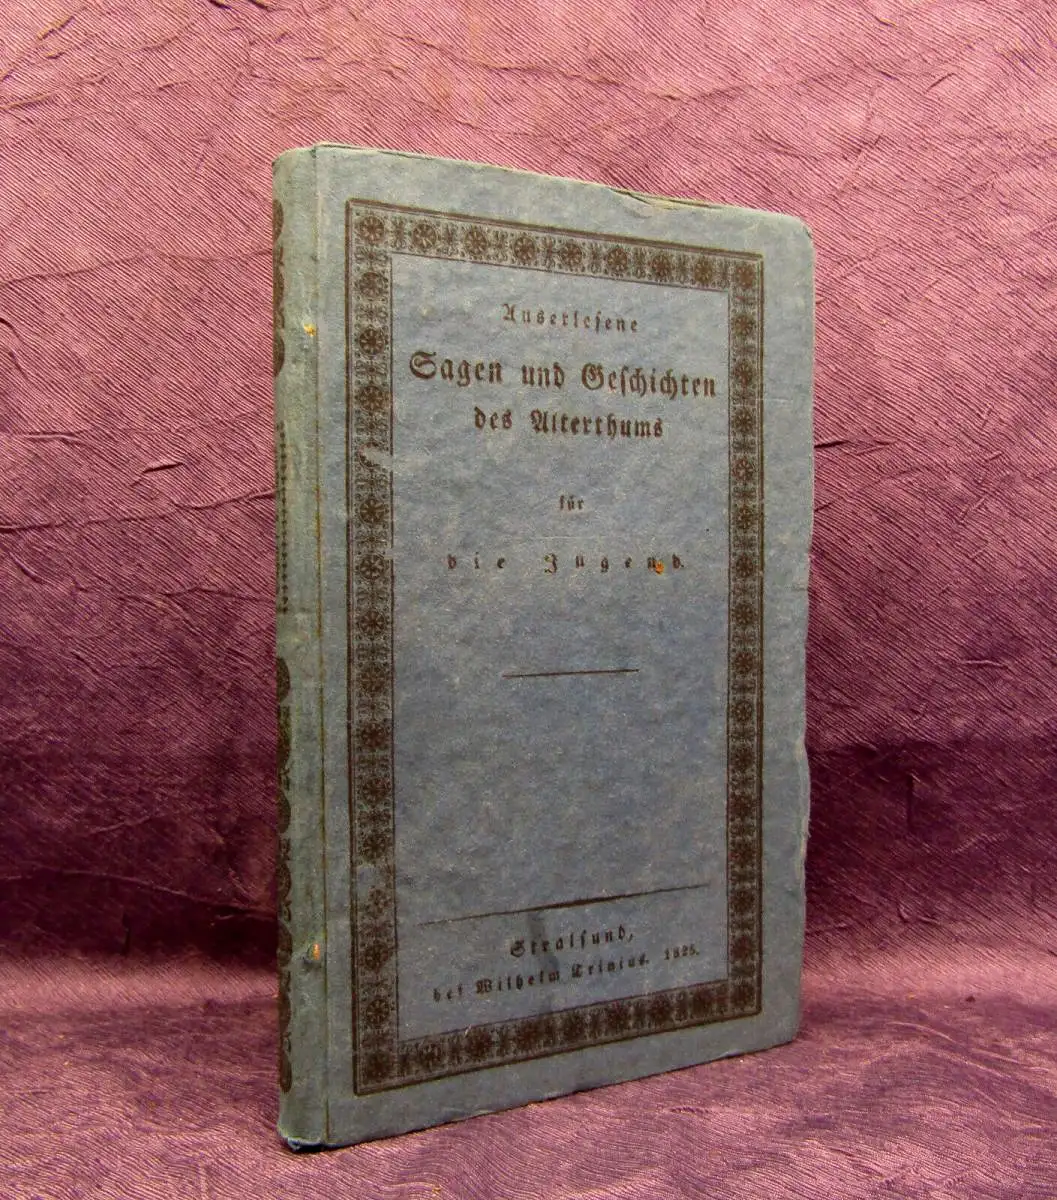 Auserlesene
Sagen und Geschichten
des Alterthums
für
die Jugend.
Stralsund,
bei Wilhelm Trinius. 1825.